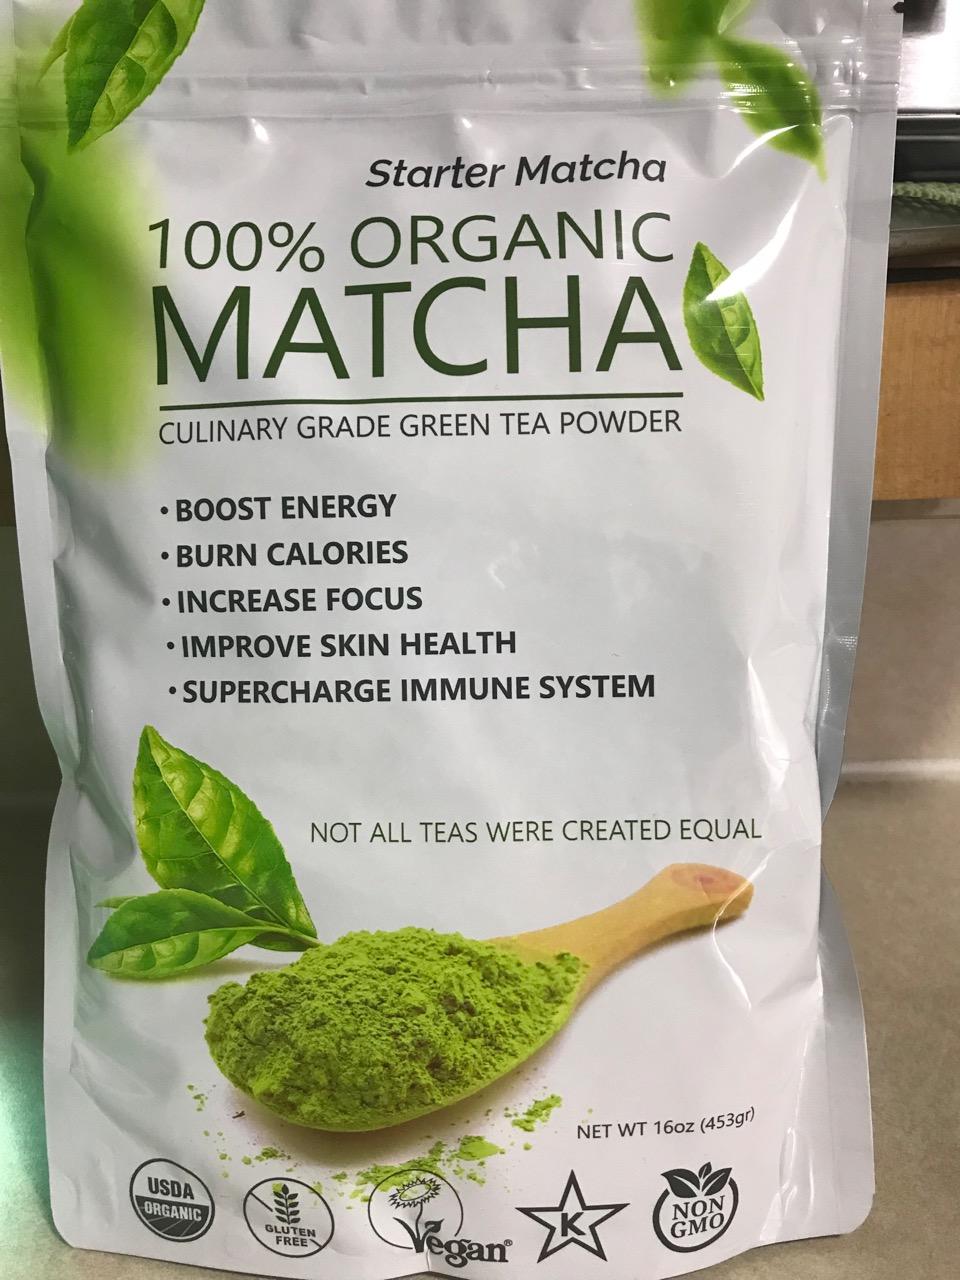 Starter Matcha
100% ORGANIC
MATCHA
CULINARY GRADE GREEN TEA POWDER
• BOOST ENERGY
• BURN CALORIES
• INCREASE FOCUS
• IMPROVE SKIN HEALTH
• SUPERCHARGE IMMUNE SYSTEM
NOT ALL TEAS WERE CREATED EQUAL
NET WT 16oz (453gr)
USDA
ORGANIC
GLUTEN
FREE
Vegan®
K
NON
GMO